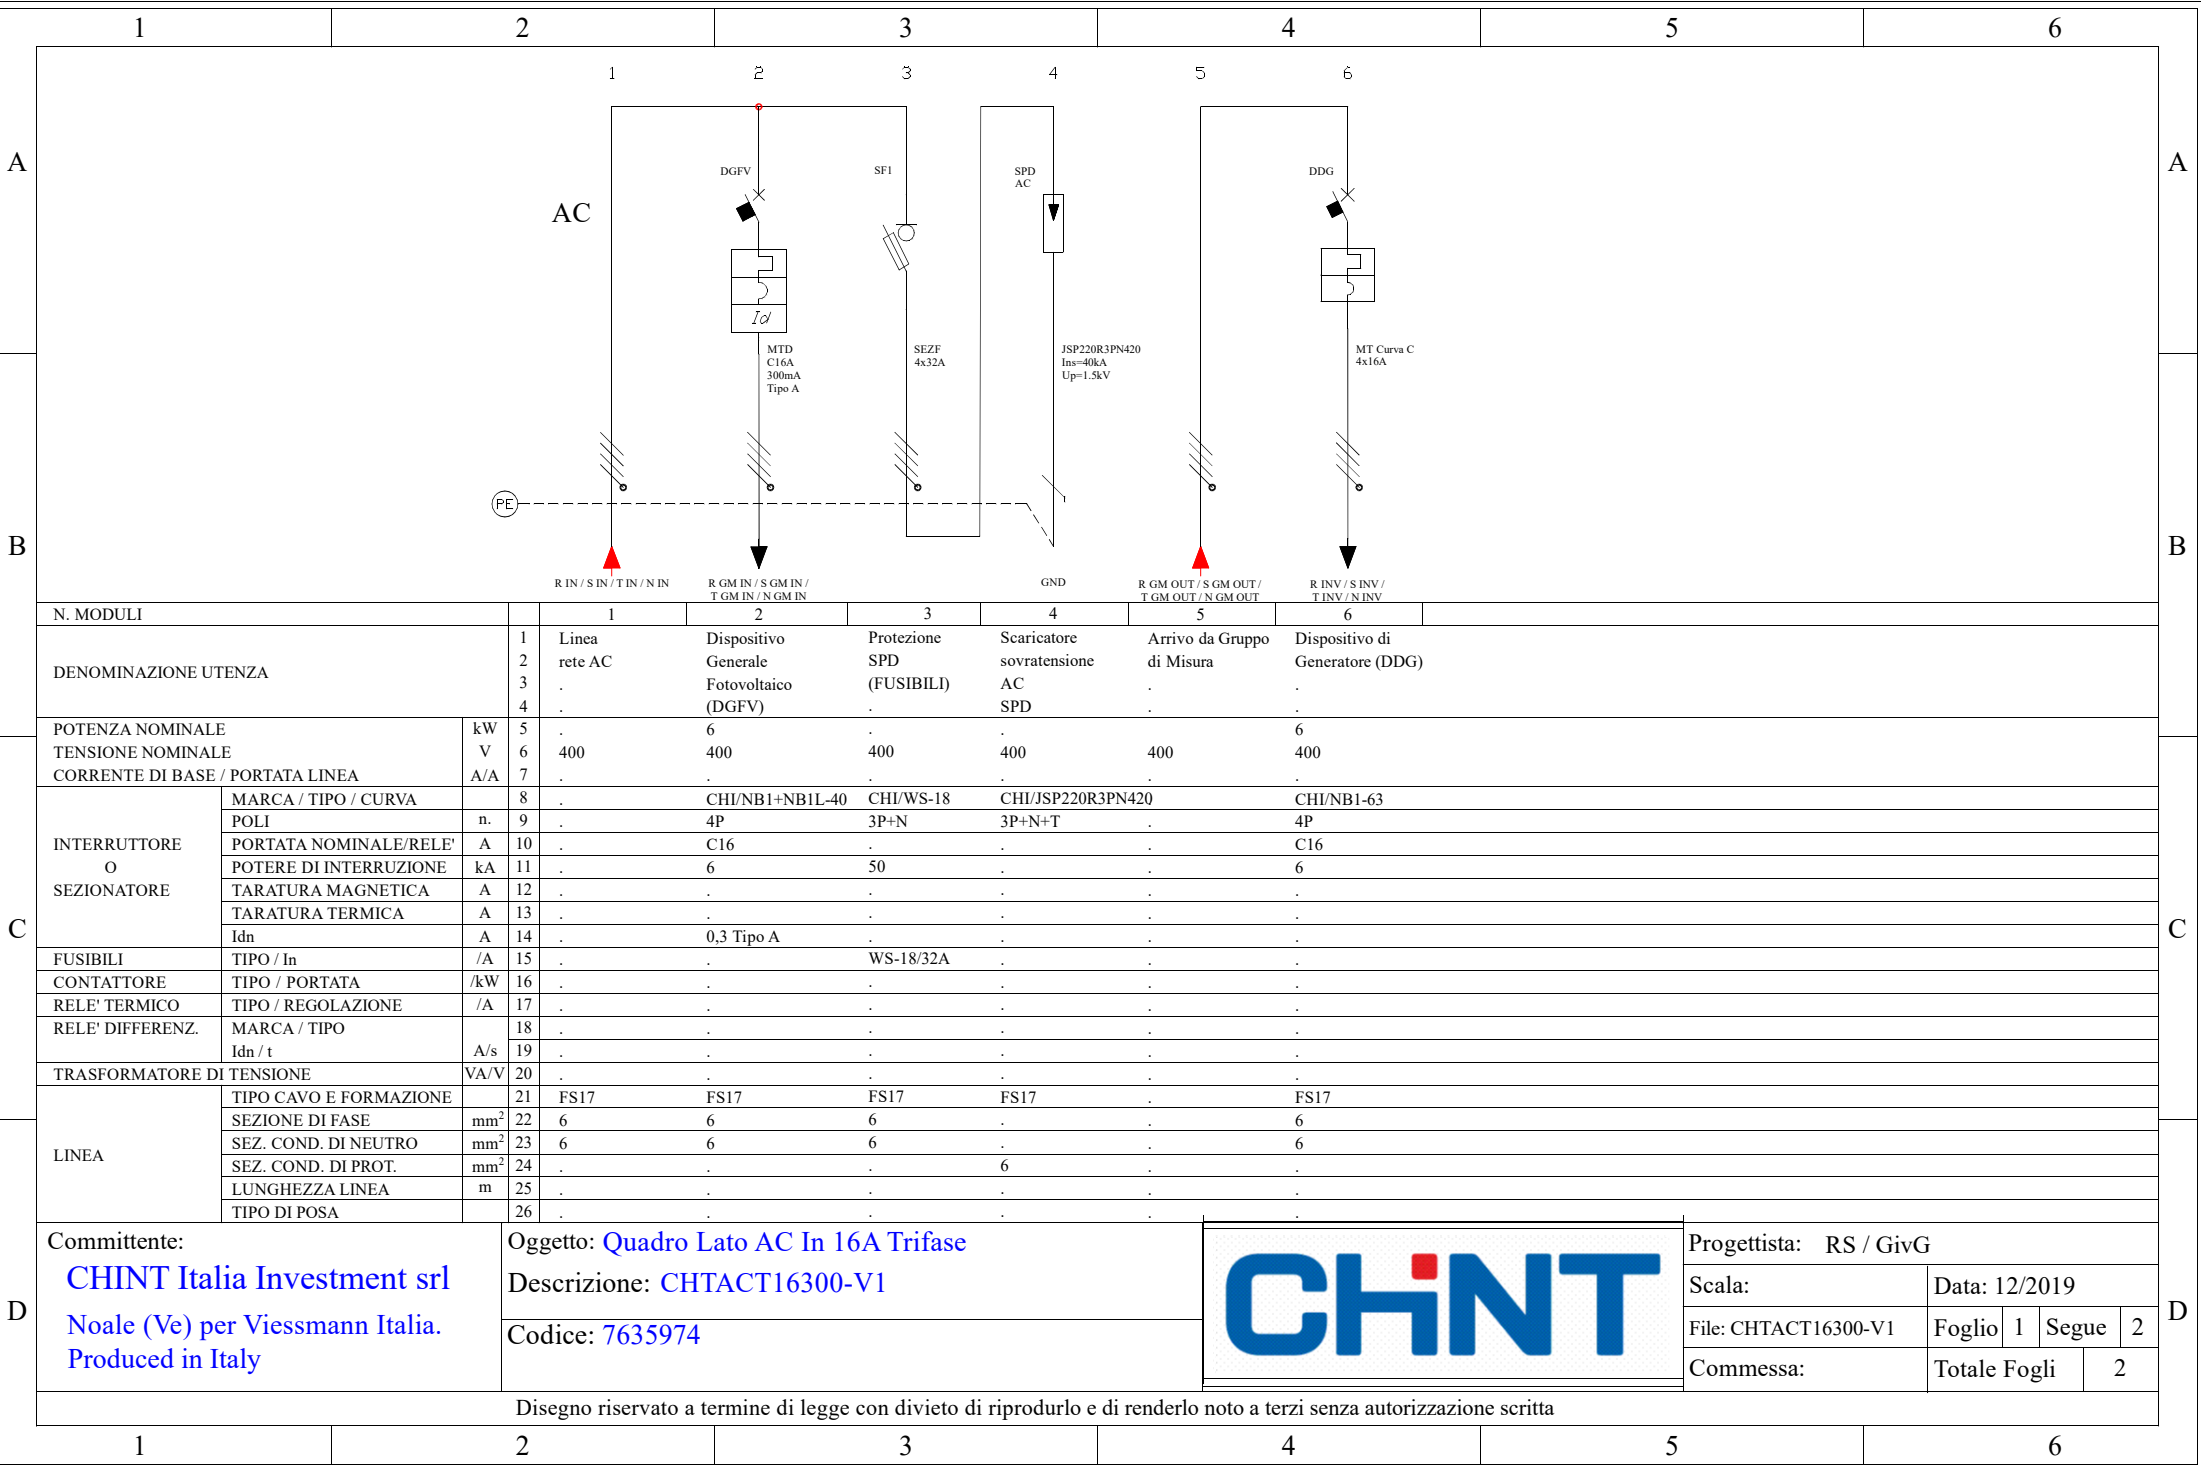 1 2 3 4 5 6
1 2 3 4 5 6
A A
DGFV SF1 SPD DDG
AC
AC
Id
MTD SEZF JSP220R3PN420 MT Curva C
C16A 4x32A Ins=40kA 4x16A
300mA Up=1.5kV
Tipo A
PE
B B
R IN / S IN / T IN / N IN R GM IN / S GM IN / GND R GM OUT / S GM OUT / R INV / S INV /
T GM IN / N GM IN T GM OUT / N GM OUT T INV / N INV
N. MODULI 1 2 3 4 5 6
DENOMINAZIONE UTENZA
1 Linea Dispositivo Protezione Scaricatore Arrivo da Gruppo Dispositivo di
2 rete AC Generale SPD sovratensione di Misura Generatore (DDG)
3 . Fotovoltaico (FUSIBILI) AC . .
4 . (DGFV) . SPD . .
POTENZA NOMINALE kW 5 . 6 . . 6
TENSIONE NOMINALE V 6 400 400 400 400 400 400
CORRENTE DI BASE / PORTATA LINEA A/A 7 . . . . . .
INTERRUTTORE
O
SEZIONATORE
MARCA / TIPO / CURVA 8 . CHI/NB1+NB1L-40 CHI/WS-18 CHI/JSP220R3PN420 . CHI/NB1-63
POLI n. 9 . 4P 3P+N 3P+N+T . 4P
PORTATA NOMINALE/RELE' A 10 . C16 . . . C16
POTERE DI INTERRUZIONE kA 11 . 6 50 . . 6
TARATURA MAGNETICA A 12 . . . . . .
TARATURA TERMICA A 13 . . . . . .
Idn A 14 . 0,3 Tipo A . . . .
FUSIBILI TIPO / In /A 15 . . WS-18/32A . . .
CONTATTORE TIPO / PORTATA /kW 16 . . . . . .
RELE' TERMICO TIPO / REGOLAZIONE /A 17 . . . . . .
RELE' DIFFERENZ. MARCA / TIPO 18 . . . . . .
Idn / t A/s 19 . . . . . .
TRASFORMATORE DI TENSIONE VA/V 20 . . . . . .
LINEA
TIPO CAVO E FORMAZIONE 21 FS17 FS17 FS17 FS17 . FS17
SEZIONE DI FASE mm² 22 6 6 6 . . 6
SEZ. COND. DI NEUTRO mm² 23 6 6 6 . . 6
SEZ. COND. DI PROT. mm² 24 . . . 6 . .
LUNGHEZZA LINEA m 25 . . . . . .
TIPO DI POSA 26 . . . . . .
C C
Committente:
CHINT Italia Investment srl
Noale (Ve) per Viessmann Italia.
Produced in Italy
Oggetto: Quadro Lato AC In 16A Trifase
Descrizione: CHTACT16300-V1
Codice: 7635974
CHINT
Progettista: RS / GivG
Scala: Data: 12/2019
File: CHTACT16300-V1 Foglio 1 Segue 2
Commessa: Totale Fogli 2
D D
Disegno riservato a termine di legge con divieto di riprodurlo e di renderlo noto a terzi senza autorizzazione scritta
1 2 3 4 5 6